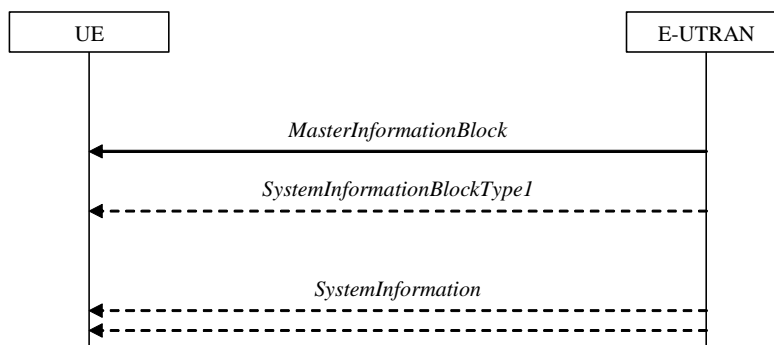 UE
E-UTRAN
MasterInformationBlock
SystemInformationBlockType1
SystemInformation